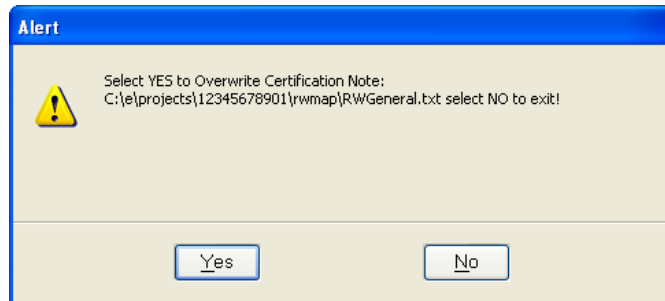 Alert
Select YES to Overwrite Certification Note:
C:\e\projects\12345678901\rwmap\RWGeneral.txt select NO to exit!
Yes
No